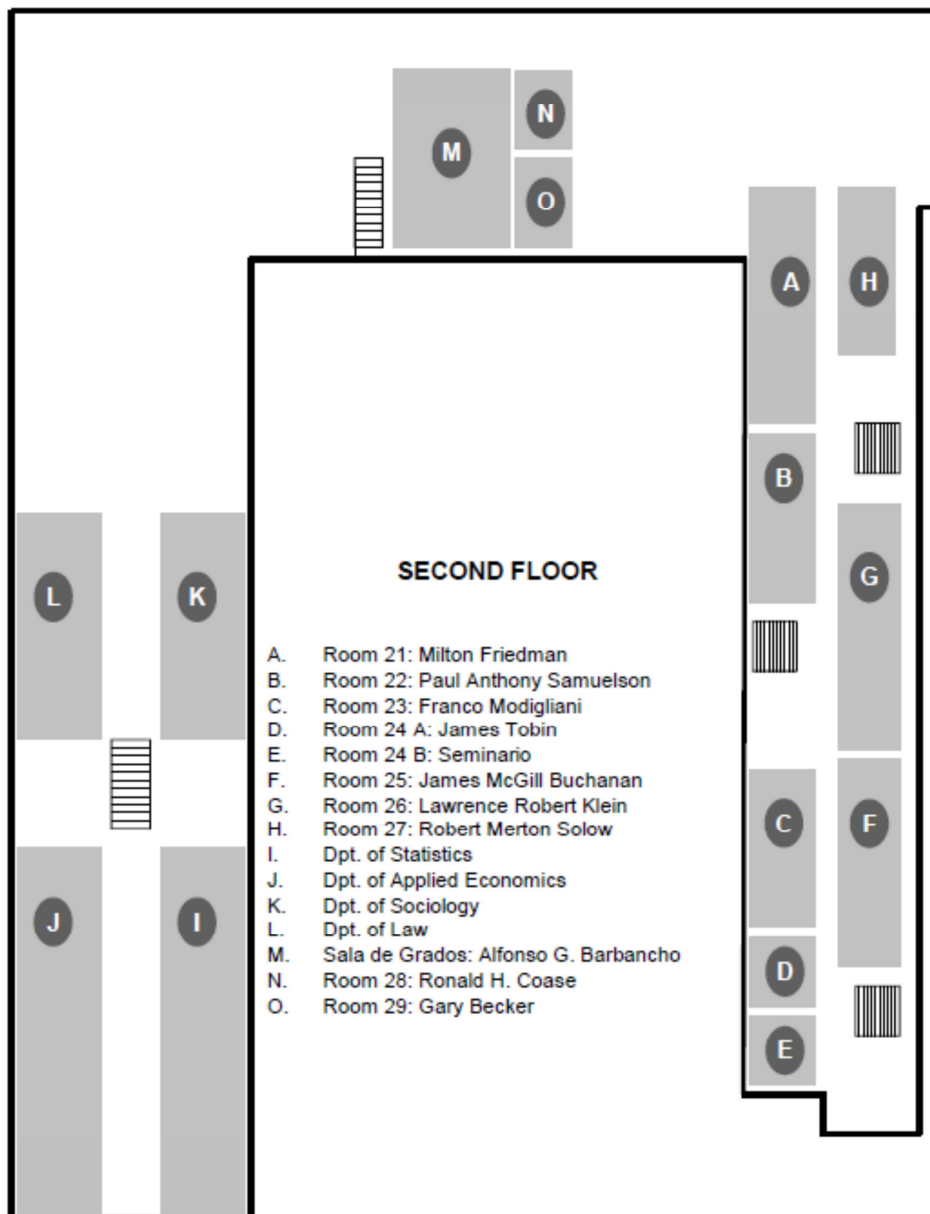 N
M
O
A
H
B
G
L
K
SECOND FLOOR
A. Room 21: Milton Friedman
B. Room 22: Paul Anthony Samuelson
C. Room 23: Franco Modigliani
D. Room 24 A: James Tobin
E. Room 24 B: Seminario
F. Room 25: James McGill Buchanan
G. Room 26: Lawrence Robert Klein
H. Room 27: Robert Merton Solow
I. Dpt. of Statistics
J. Dpt. of Applied Economics
K. Dpt. of Sociology
L. Dpt. of Law
M. Sala de Grados: Alfonso G. Barbancho
N. Room 28: Ronald H. Coase
O. Room 29: Gary Becker
C
F
J
I
D
E